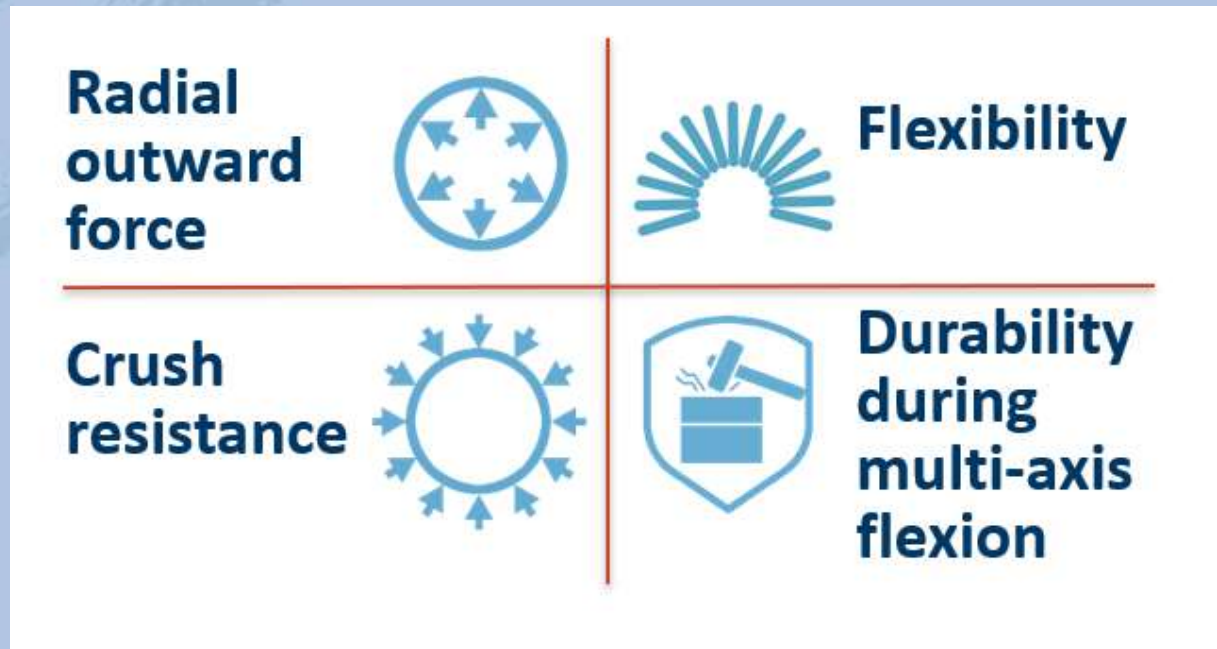 Radial
outward
force
Flexibility
Crush
resistance
Durability
during
multi-axis
flexion